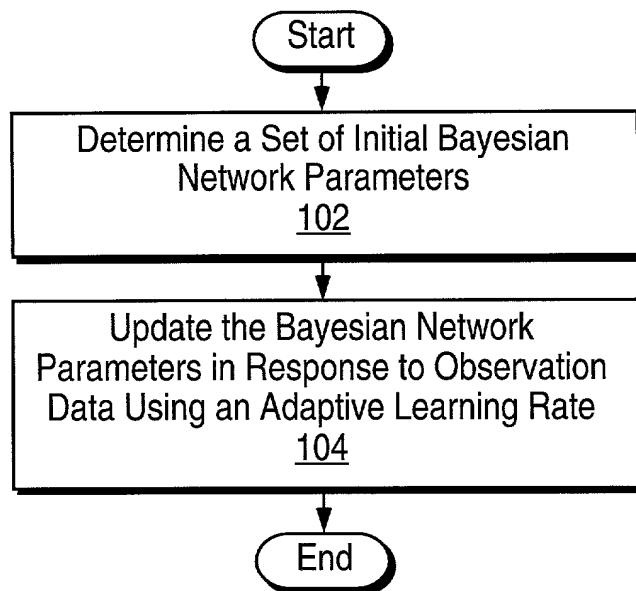 Start
Determine a Set of Initial Bayesian
Network Parameters
102
Update the Bayesian Network
Parameters in Response to Observation
Data Using an Adaptive Learning Rate
104
End